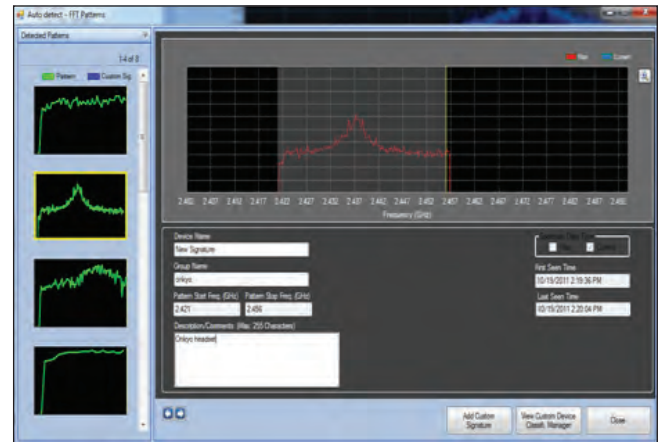 Auto detect - FFT Patterns
Detected Patterns
1-4 of 8
Pattern Custom Sig.
Max Current
2.402 2.407 2.412 2.417 2.422 2.427 2.432 2.437 2.442 2.447 2.452 2.457 2.462 2.467 2.472 2.477 2.482 2.487 2.492
Frequency (GHz)
Device Name
New Signature
Group Name
onkyo
Pattern Start Freq. (GHz) Pattern Stop Freq. (GHz)
2.421 2.456
Description/Comments (Max: 255 Characters)
Onkyo headset
First Seen Time
10/19/2011 2:19:36 PM
Last Seen Time
10/19/2011 2:20:04 PM
Add Custom
Signature
View Custom Device
Classifi. Manager
Close